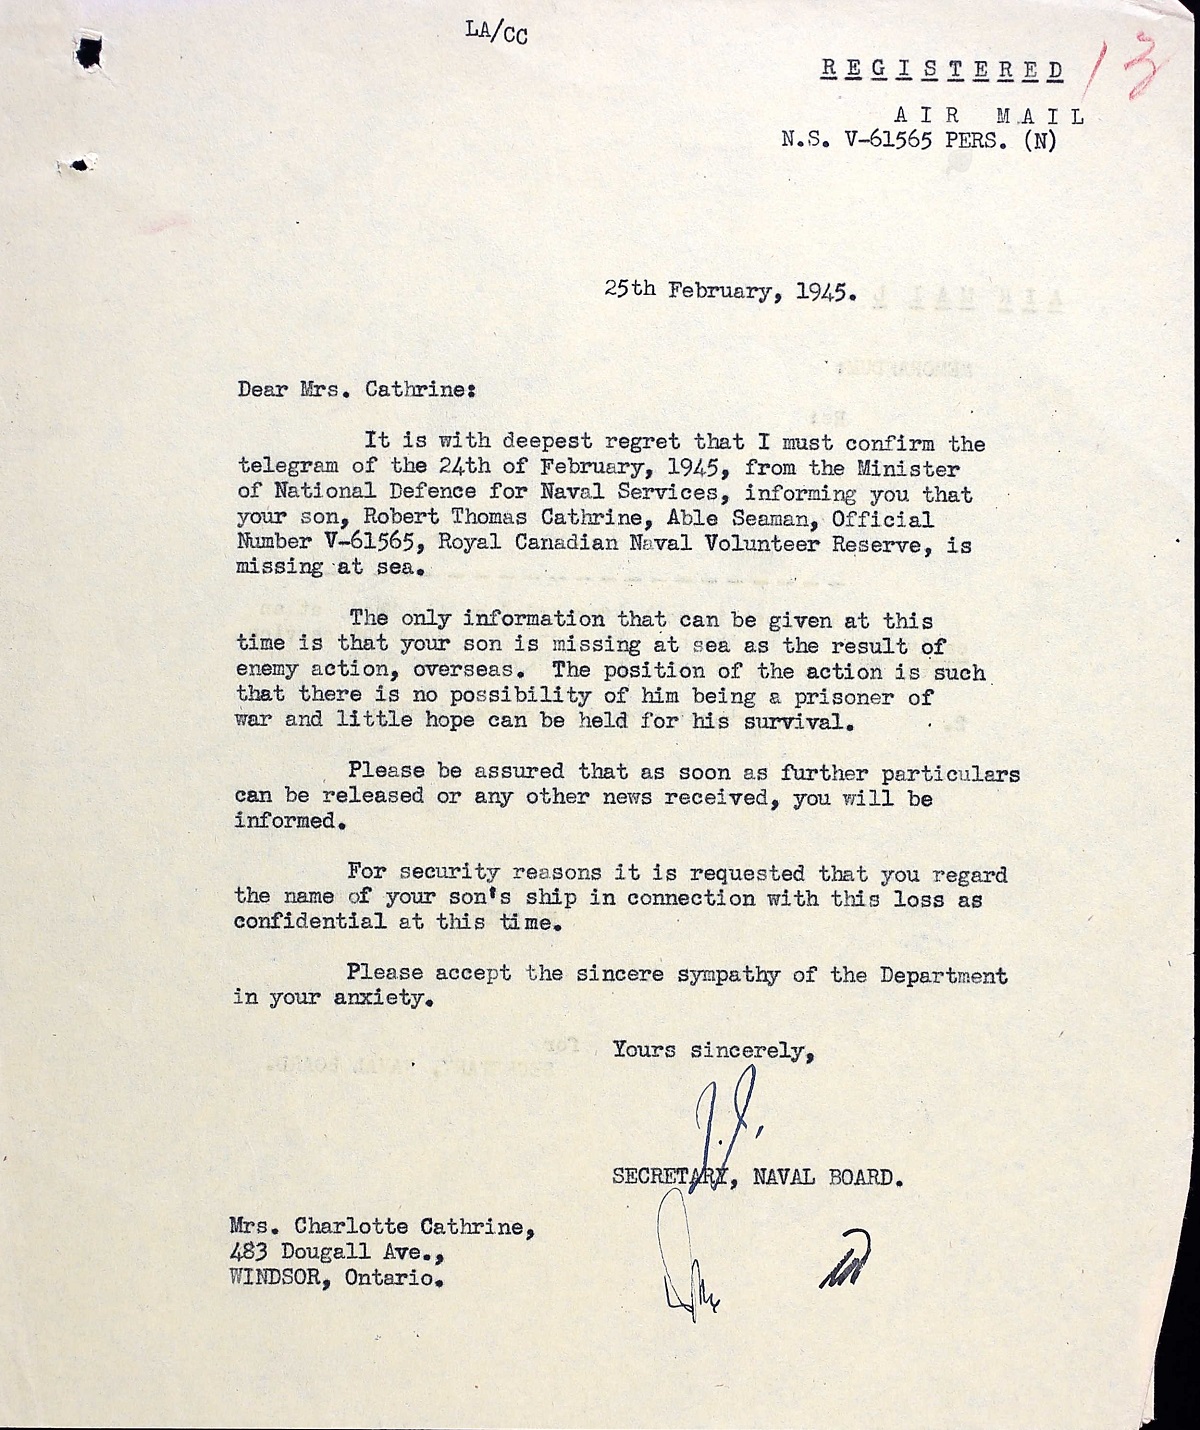 LA/CC
REGISTERED
13
AIR MAIL
N.S. V-61565 PERS. (N)
25th February, 1945.
Dear Mrs. Cathrine:
It is with deepest regret that I must confirm the
telegram of the 24th of February, 1945, from the Minister
of National Defence for Naval Services, informing you that
your son, Robert Thomas Cathrine, Able Seaman, Official
Number V-61565, Royal Canadian Naval Volunteer Reserve, is
missing at sea.
The only information that can be given at this
time is that your son is missing at sea as the result of
enemy action, overseas. The position of the action is such
that there is no possibility of him being a prisoner of
war and little hope can be held for his survival.
Please be assured that as soon as further particulars
can be released or any other news received, you will be
informed.
For security reasons it is requested that you regard
the name of your son's ship in connection with this loss as
confidential at this time.
Please accept the sincere sympathy of the Department
in your anxiety.
Yours sincerely,
SECRETARY, NAVAL BOARD.
Mrs. Charlotte Cathrine,
483 Dougall Ave.,
WINDSOR, Ontario.